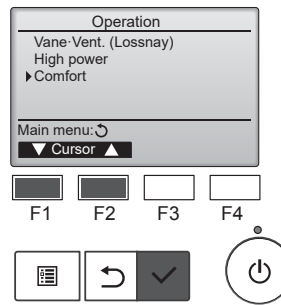 Operation
Vane·Vent. (Lossnay)
High power
Comfort
Main menu:
Cursor
F1 F2 F3 F4